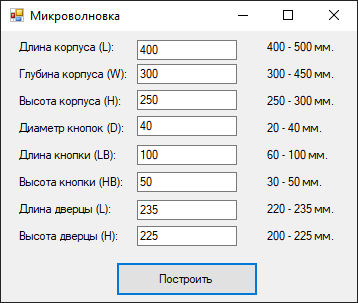 Микроволновка
Длина корпуса (L): 400 400 - 500 мм.
Глубина корпуса (W): 300 300 - 450 мм.
Высота корпуса (H): 250 250 - 300 мм.
Диаметр кнопок (D): 40 20 - 40 мм.
Длина кнопки (LB): 100 60 - 100 мм.
Высота кнопки (HB): 50 30 - 50 мм.
Длина дверцы (L): 235 220 - 235 мм.
Высота дверцы (H): 225 200 - 225 мм.
Построить